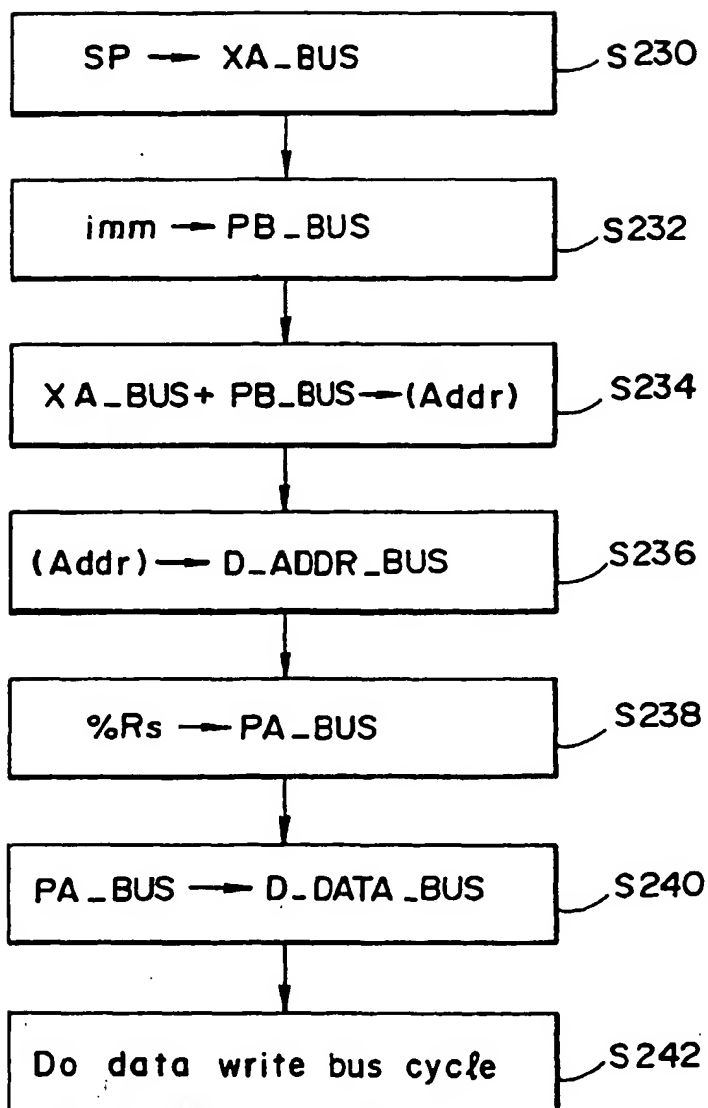 SP → XA_BUS S230
imm → PB_BUS S232
XA_BUS + PB_BUS → (Addr) S234
(Addr) → D_ADDR_BUS S236
%Rs → PA_BUS S238
PA_BUS → D_DATA_BUS S240
Do data write bus cycle S242